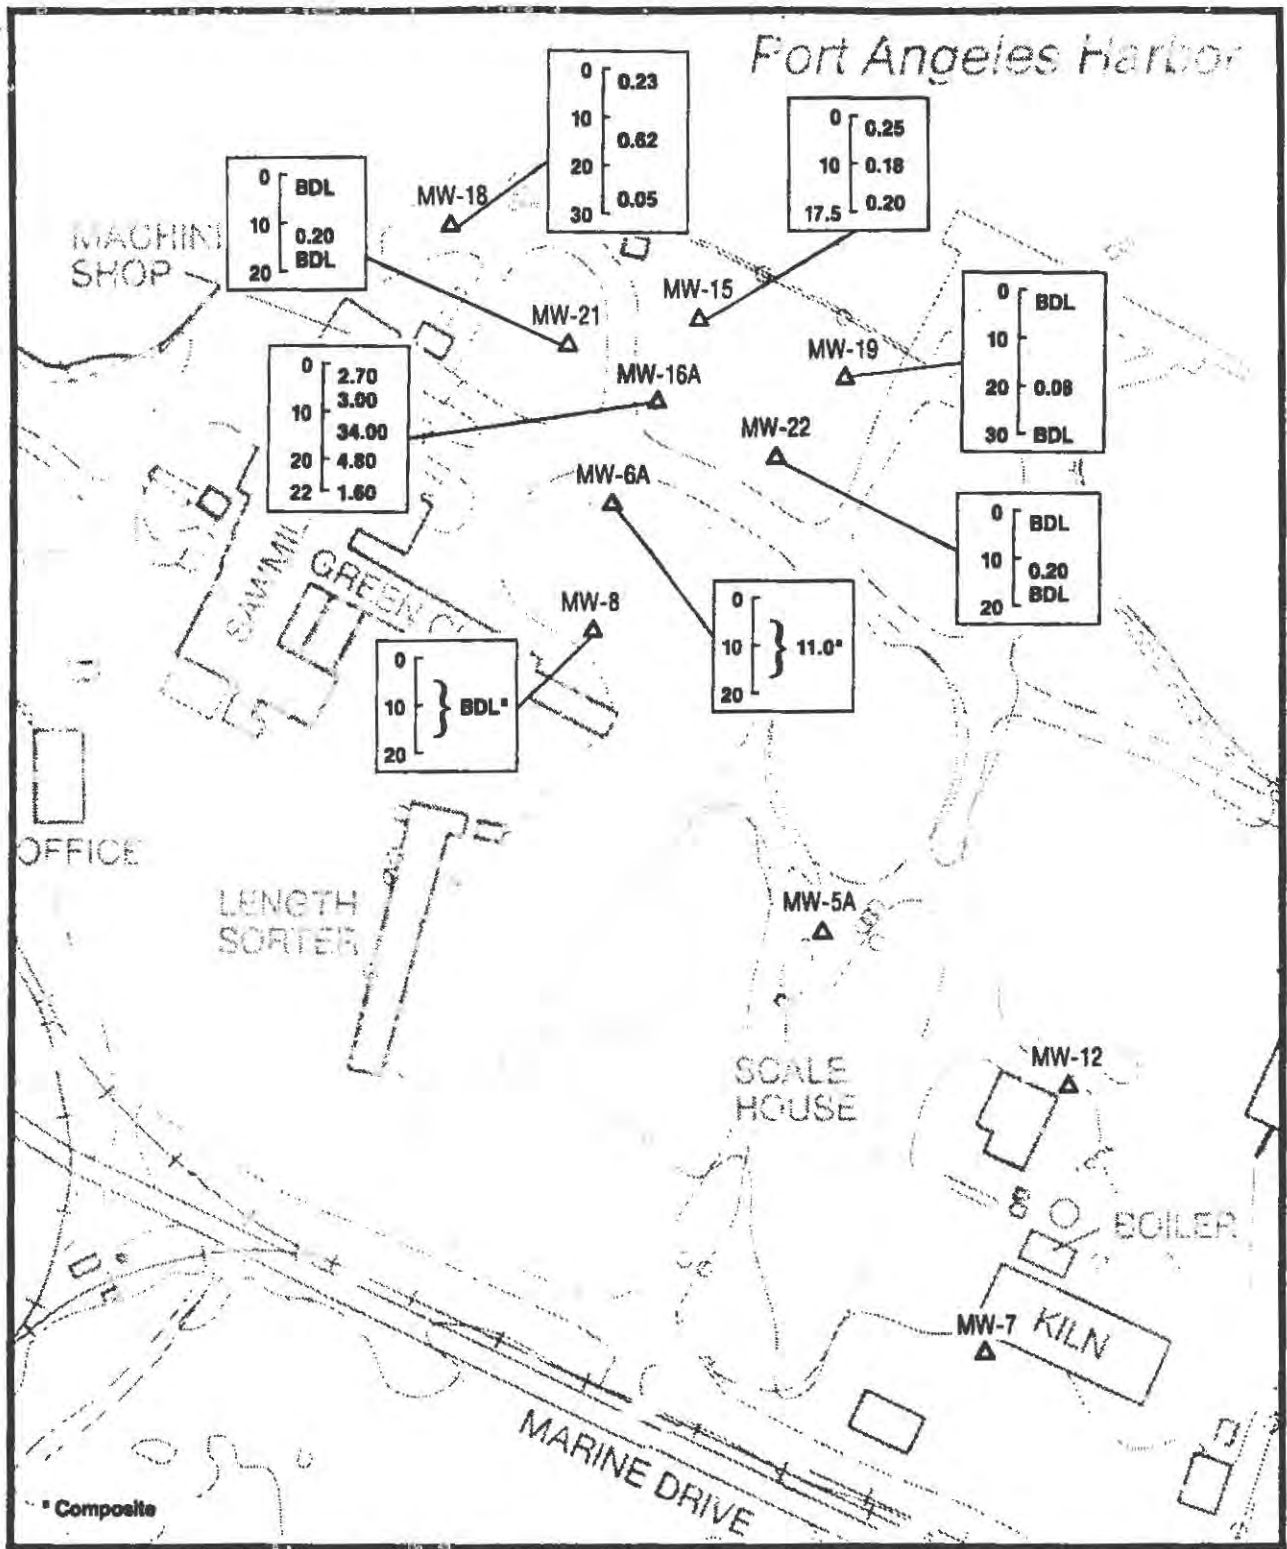 Port Angeles Harbor
0
0.23
10
0.62
20
0.05
30
0
0.25
10
0.18
17.5
0.20
0
BDL
10
0.20
BDL
20
MW-18
MACHIN
SHOP
MW-15
MW-21
0
BDL
10
20
0.08
30
BDL
MW-19
MW-16A
0
2.70
3.00
10
34.00
20
4.80
22
1.60
MW-22
MW-6A
0
BDL
10
0.20
BDL
20
SAWMIL
GREEN C
MW-8
0
10
11.0*
20
0
10
BDL*
20
OFFICE
LENGTH
SORTER
MW-5A
SCALE
HOUSE
MW-12
BOILER
MW-7
KILN
MARINE DRIVE
* Composite